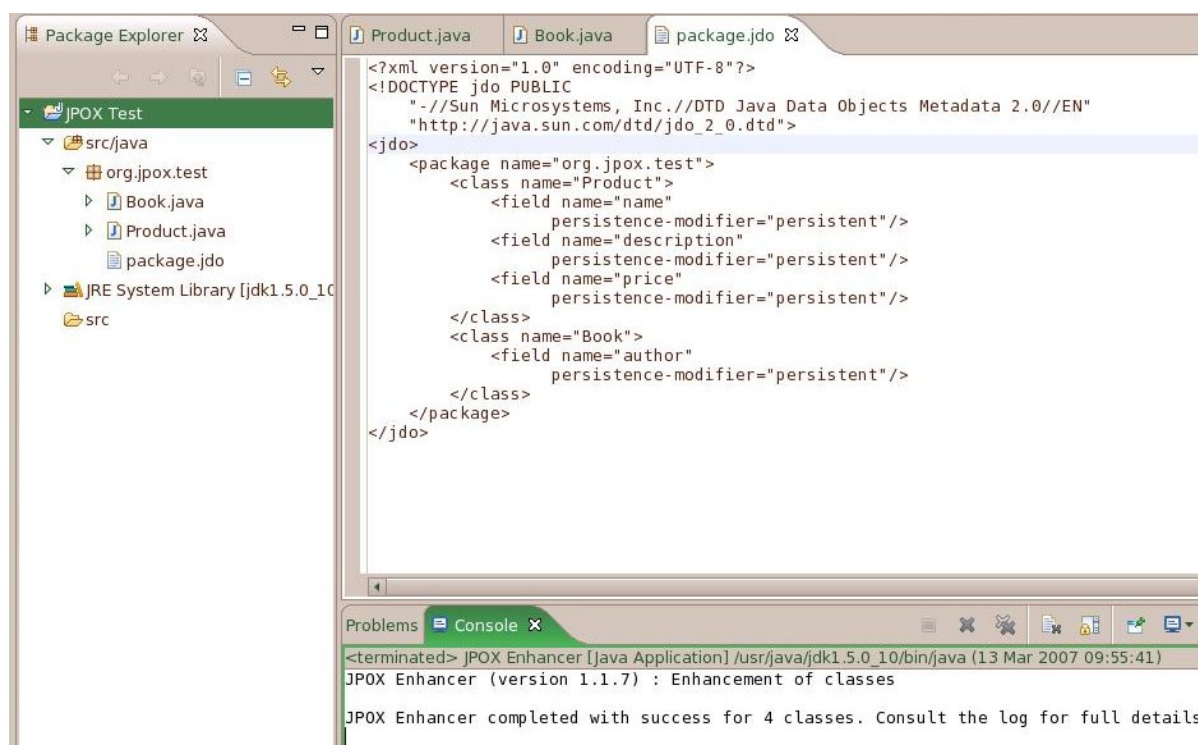 Package Explorer
JPOX Test
src/java
org.jpox.test
Book.java
Product.java
package.jdo
JRE System Library [jdk1.5.0_10
src
Product.java
Book.java
package.jdo
<?xml version="1.0" encoding="UTF-8"?>
<!DOCTYPE jdo PUBLIC
    "-//Sun Microsystems, Inc.//DTD Java Data Objects Metadata 2.0//EN"
    "http://java.sun.com/dtd/jdo_2_0.dtd">
<jdo>
    <package name="org.jpox.test">
        <class name="Product">
            <field name="name"
                  persistence-modifier="persistent"/>
            <field name="description"
                  persistence-modifier="persistent"/>
            <field name="price"
                  persistence-modifier="persistent"/>
        </class>
        <class name="Book">
            <field name="author"
                  persistence-modifier="persistent"/>
        </class>
    </package>
</jdo>
Problems
Console
<terminated> JPOX Enhancer [Java Application] /usr/java/jdk1.5.0_10/bin/java (13 Mar 2007 09:55:41)
JPOX Enhancer (version 1.1.7) : Enhancement of classes
JPOX Enhancer completed with success for 4 classes. Consult the log for full details